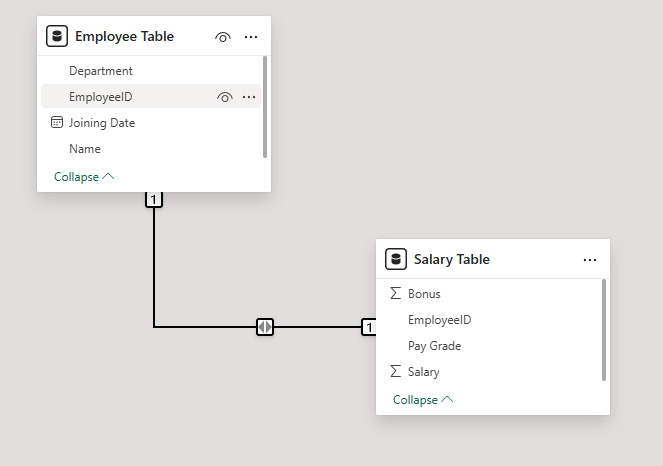 Employee Table
Department
EmployeeID
Joining Date
Name
Collapse
1
Salary Table
Σ Bonus
EmployeeID
1
Pay Grade
Σ Salary
Collapse